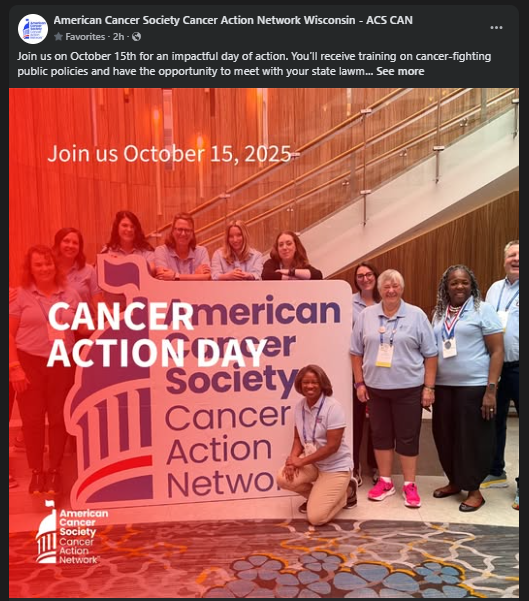 American Cancer Society Cancer Action Network Wisconsin - ACS CAN
Favorites · 2h ·
Join us on October 15th for an impactful day of action. You'll receive training on cancer-fighting
public policies and have the opportunity to meet with your state lawm... See more
Join us October 15, 2025
CANCER
ACTION DAY
American
Cancer
Society
Cancer
Action
Networ
American
Cancer
Society
Cancer
Action
Network